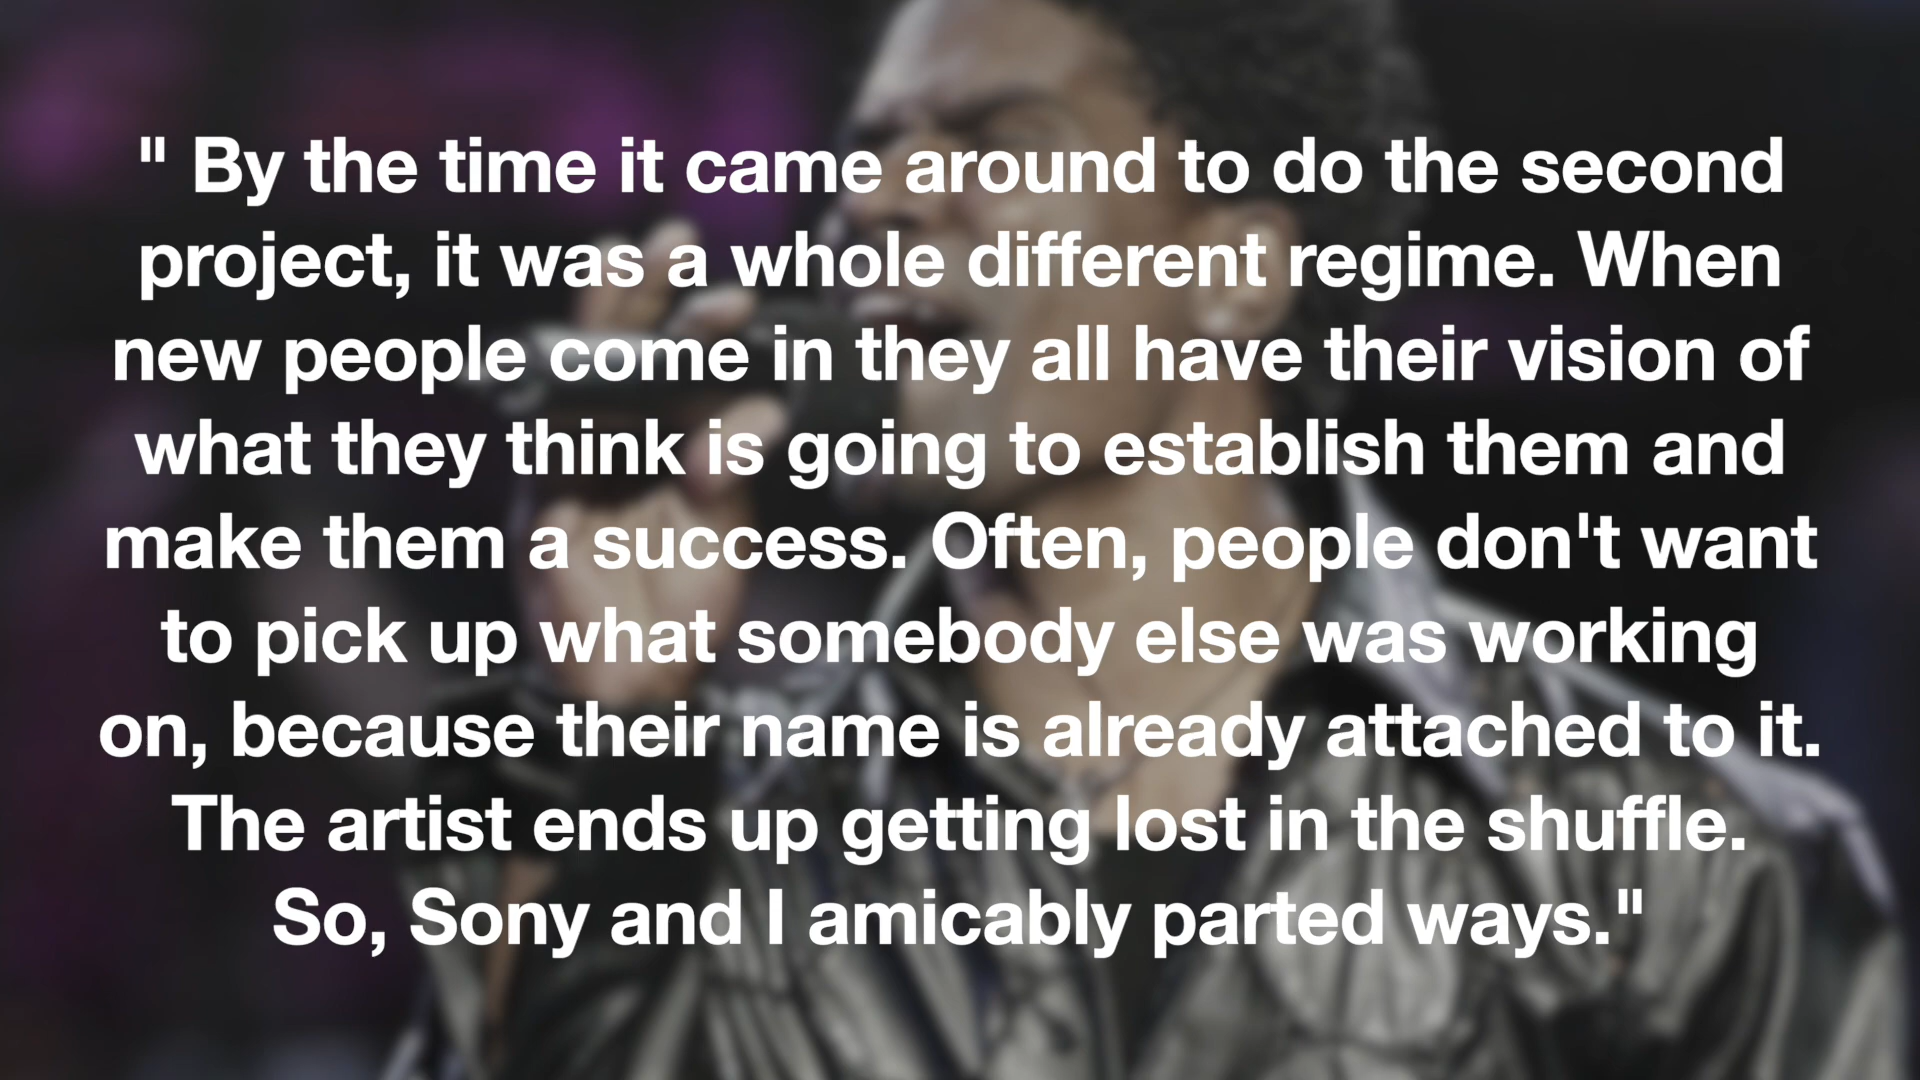 " By the time it came around to do the second
project, it was a whole different regime. When
new people come in they all have their vision of
what they think is going to establish them and
make them a success. Often, people don't want
to pick up what somebody else was working
on, because their name is already attached to it.
The artist ends up getting lost in the shuffle.
So, Sony and I amicably parted ways."